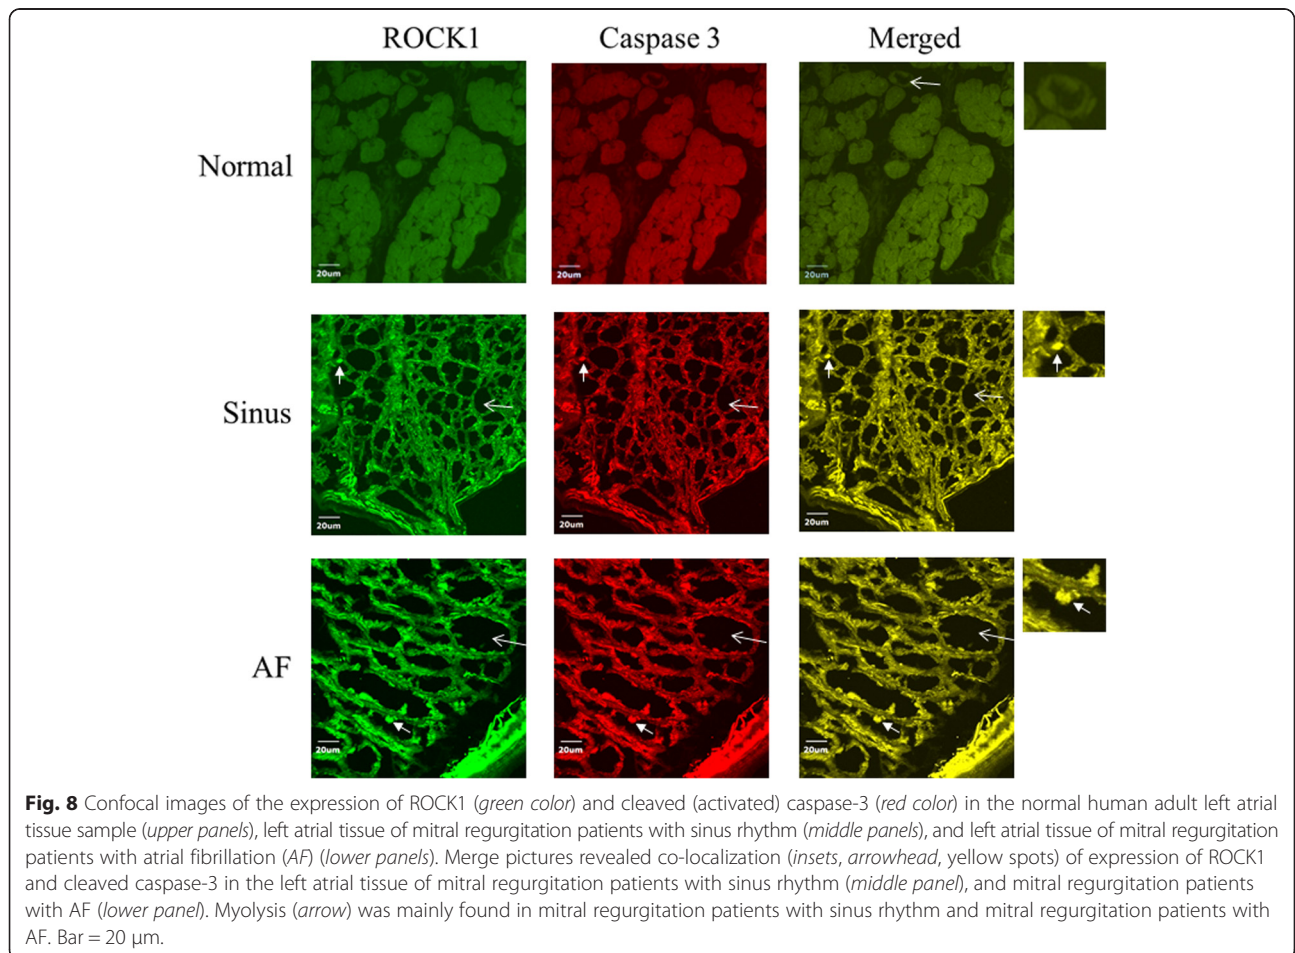 ROCK1 Caspase 3 Merged
Normal
20um 20um 20um
Sinus
20um 20um 20um
AF
20um 20um 20um
Fig. 8 Confocal images of the expression of ROCK1 (green color) and cleaved (activated) caspase-3 (red color) in the normal human adult left atrial
tissue sample (upper panels), left atrial tissue of mitral regurgitation patients with sinus rhythm (middle panels), and left atrial tissue of mitral regurgitation
patients with atrial fibrillation (AF) (lower panels). Merge pictures revealed co-localization (insets, arrowhead, yellow spots) of expression of ROCK1
and cleaved caspase-3 in the left atrial tissue of mitral regurgitation patients with sinus rhythm (middle panel), and mitral regurgitation patients
with AF (lower panel). Myolysis (arrow) was mainly found in mitral regurgitation patients with sinus rhythm and mitral regurgitation patients with
AF. Bar = 20 μm.